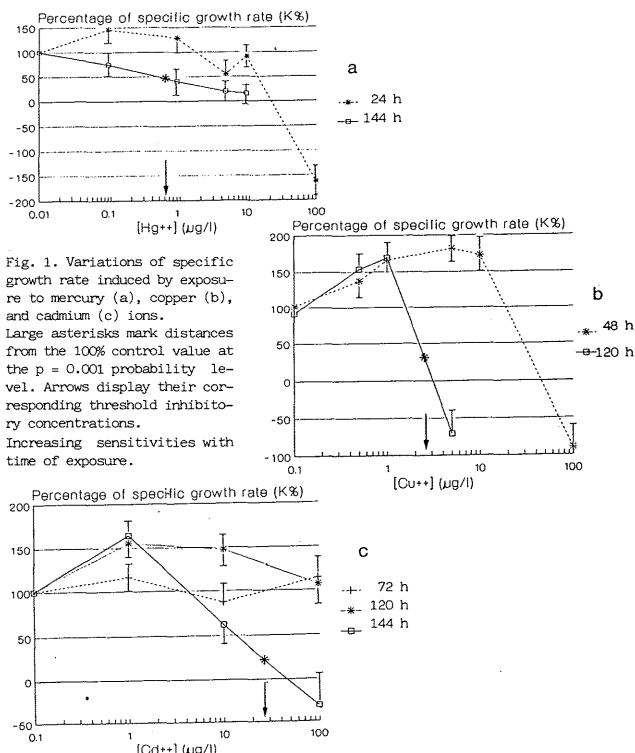 Percentage of specific growth rate (K%)
150
100
50
0
-50
-100
-150
-200
0.01 0.1 1 10 100
[Hg++] (µg/l)
a
24 h
144 h
Percentage of specific growth rate (K%)
200
150
100
50
0
-50
-100
0.1 1 10 100
[Cu++] (µg/l)
b
48 h
120 h
Fig. 1. Variations of specific
growth rate induced by exposu-
re to mercury (a), copper (b),
and cadmium (c) ions.
Large asterisks mark distances
from the 100% control value at
the p = 0.001 probability le-
vel. Arrows display their cor-
responding threshold inhibito-
ry concentrations.
Increasing sensitivities with
time of exposure.
Percentage of specific growth rate (K%)
200
150
100
50
0
-50
0.1 1 10 100
[Cd++] (µg/l)
c
72 h
120 h
144 h